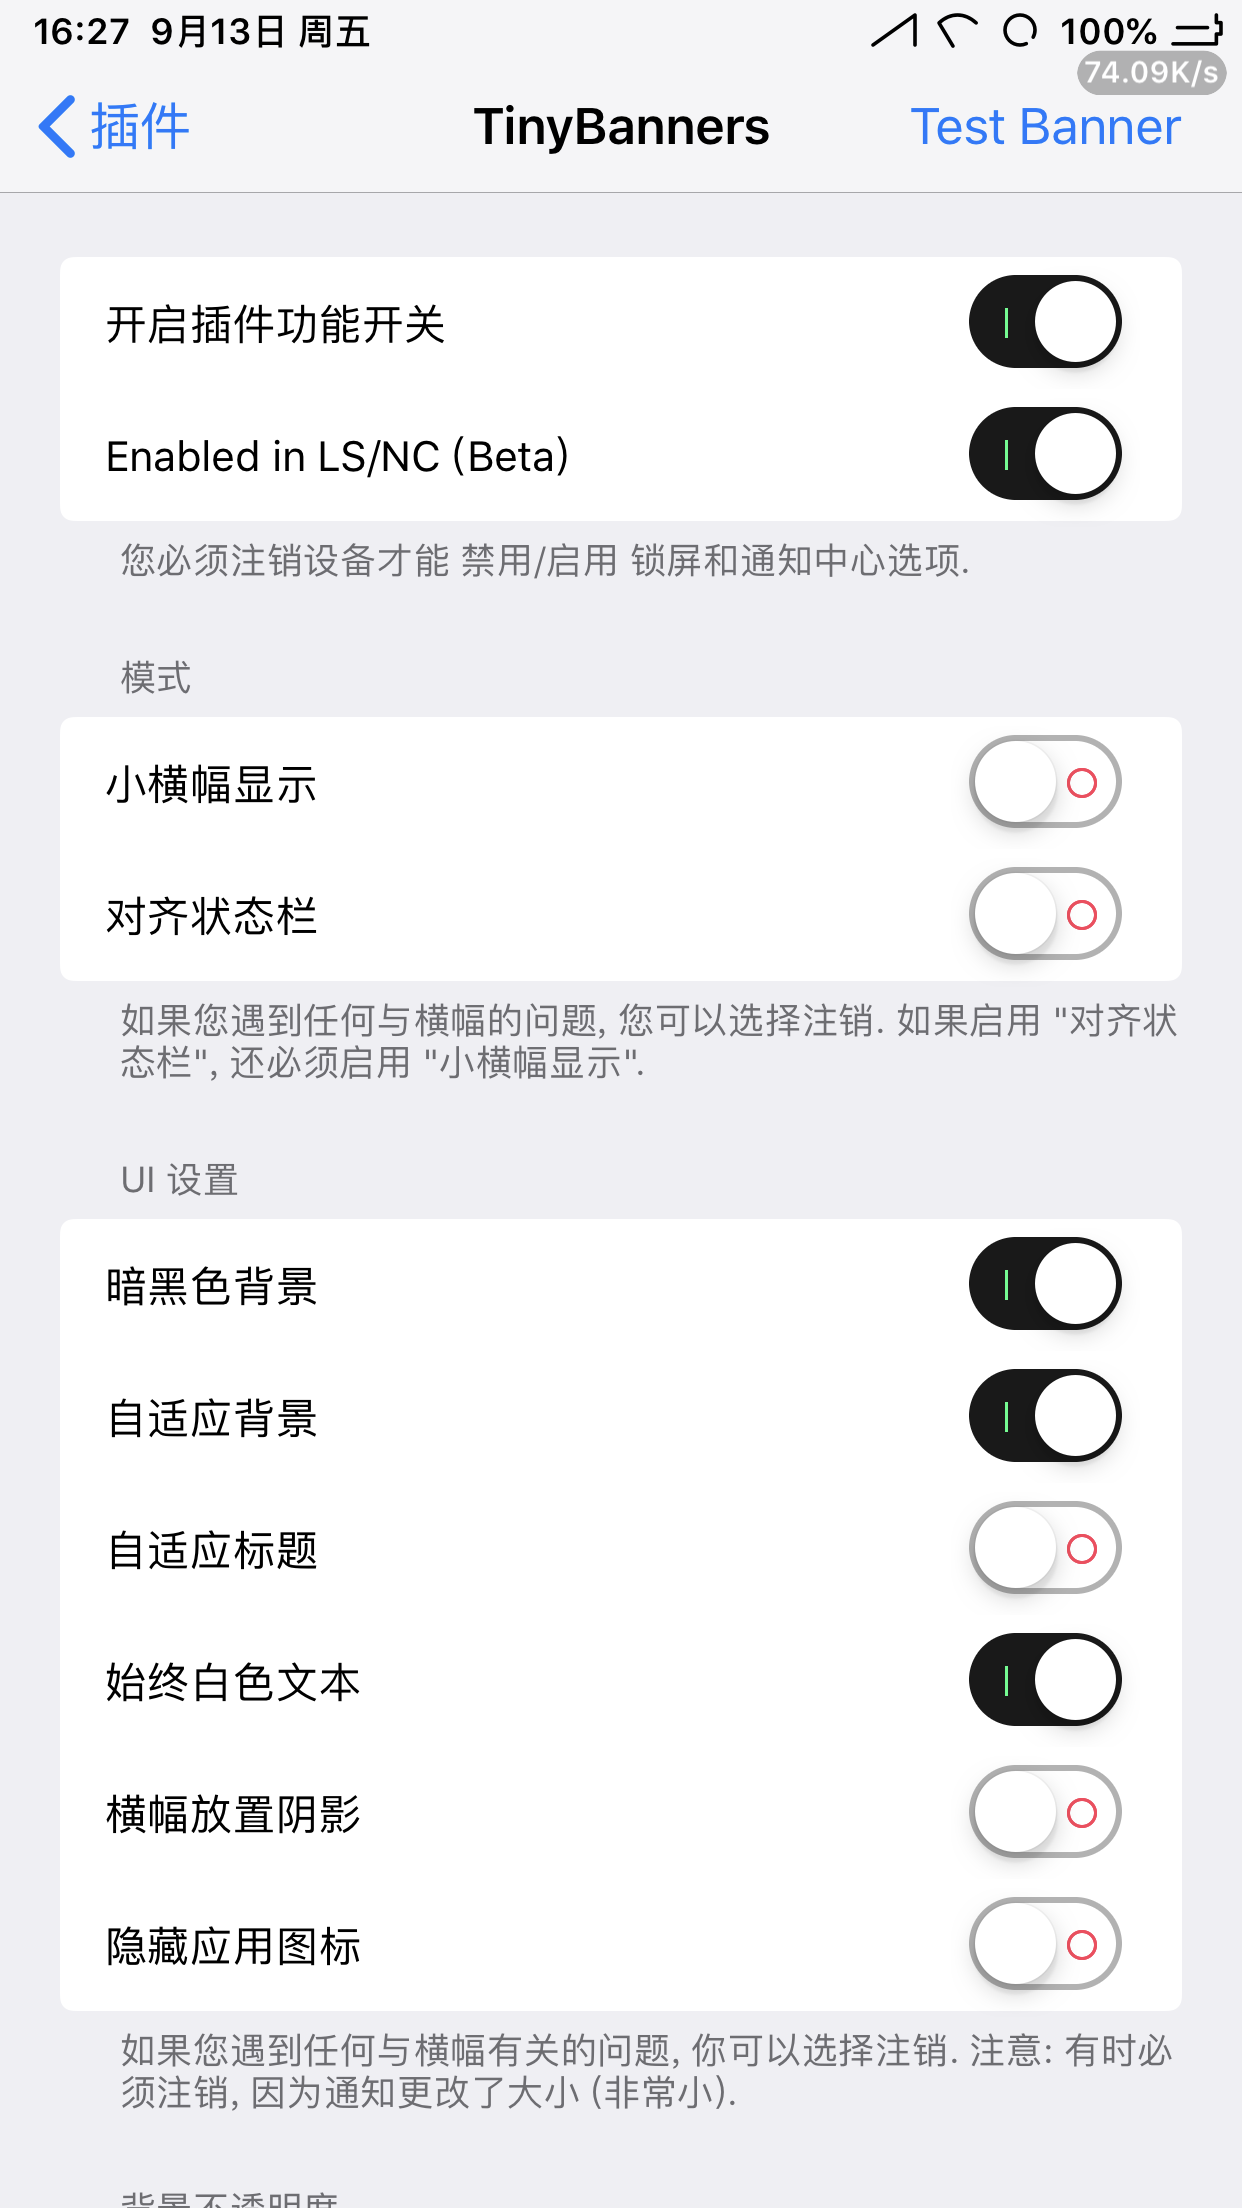 16:27 9月13日 周五
100%
74.09K/s
插件
TinyBanners
Test Banner
开启插件功能开关
Enabled in LS/NC (Beta)
您必须注销设备才能 禁用/启用 锁屏和通知中心选项.
模式
小横幅显示
对齐状态栏
如果您遇到任何与横幅的问题, 您可以选择注销. 如果启用 "对齐状
态栏", 还必须启用 "小横幅显示".
UI 设置
暗黑色背景
自适应背景
自适应标题
始终白色文本
横幅放置阴影
隐藏应用图标
如果您遇到任何与横幅有关的问题, 你可以选择注销. 注意: 有时必
须注销, 因为通知更改了大小 (非常小).
背景不透明度